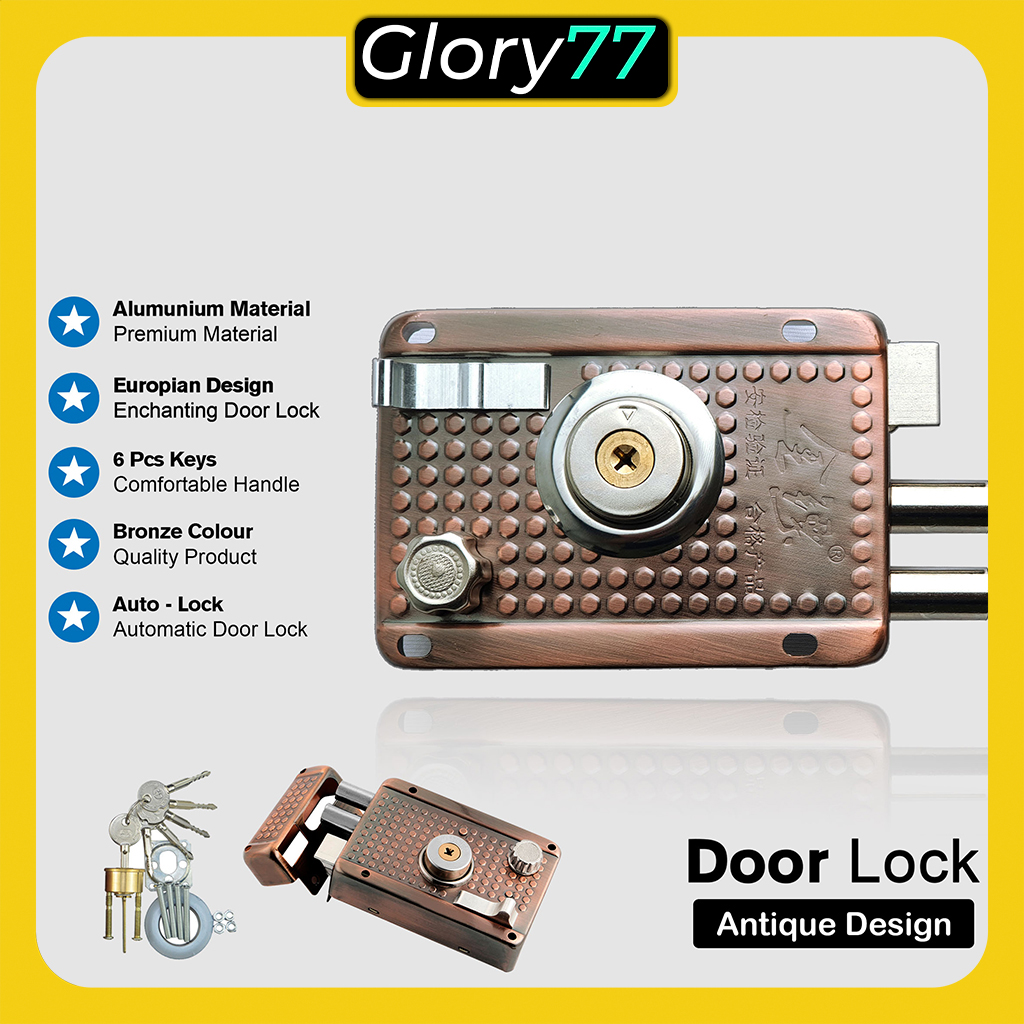 Glory77
Alumunium Material
Premium Material
Europian Design
Enchanting Door Lock
6 Pcs Keys
Comfortable Handle
Bronze Colour
Quality Product
Auto - Lock
Automatic Door Lock
安检验证 合格产品
®
Door Lock
Antique Design